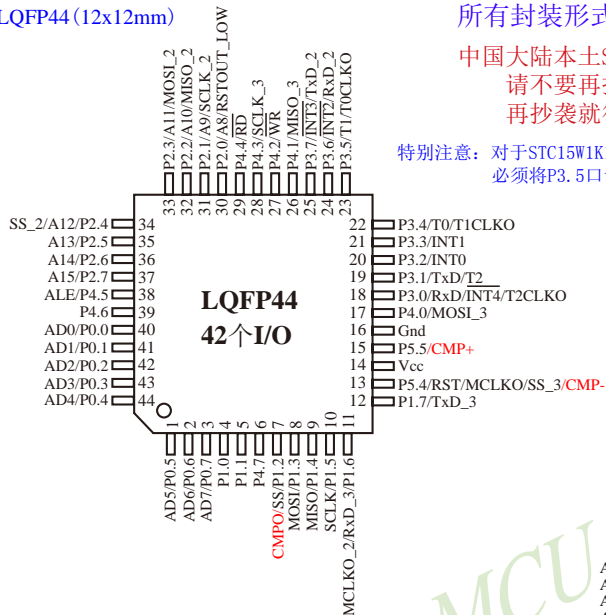 LQFP44(12x12mm)
所有封装形式
中国大陆本土S
请不要再
再抄袭就
特别注意: 对于STC15W1K
必须将P3.5口
P2.3/A11/MOSI_2
P2.2/A10/MISO_2
P2.1/A9/SCLK_2
P2.0/A8/RSTOUT_LOW
P4.4/RD
P4.3/SCLK_3
P4.2/WR
P4.1/MISO_3
P3.7/INT3/TxD_2
P3.6/INT2/RxD_2
P3.5/T1/T0CLKO
33
32
31
30
29
28
27
26
25
24
23
SS_2/A12/P2.4 34
A13/P2.5 35
A14/P2.6 36
A15/P2.7 37
ALE/P4.5 38
P4.6 39
AD0/P0.0 40
AD1/P0.1 41
AD2/P0.2 42
AD3/P0.3 43
AD4/P0.4 44
LQFP44
42个I/O
22 P3.4/T0/T1CLKO
21 P3.3/INT1
20 P3.2/INT0
19 P3.1/TxD/T2
18 P3.0/RxD/INT4/T2CLKO
17 P4.0/MOSI_3
16 Gnd
15 P5.5/CMP+
14 Vcc
13 P5.4/RST/MCLKO/SS_3/CMP-
12 P1.7/TxD_3
1
2
3
4
5
6
7
8
9
10
11
AD5/P0.5
AD6/P0.6
AD7/P0.7
P1.0
P1.1
P4.7
CMPO/SS/P1.2
MOSI/P1.3
MISO/P1.4
SCLK/P1.5
MCLKO_2/RxD_3/P1.6
MCU
A
A
A